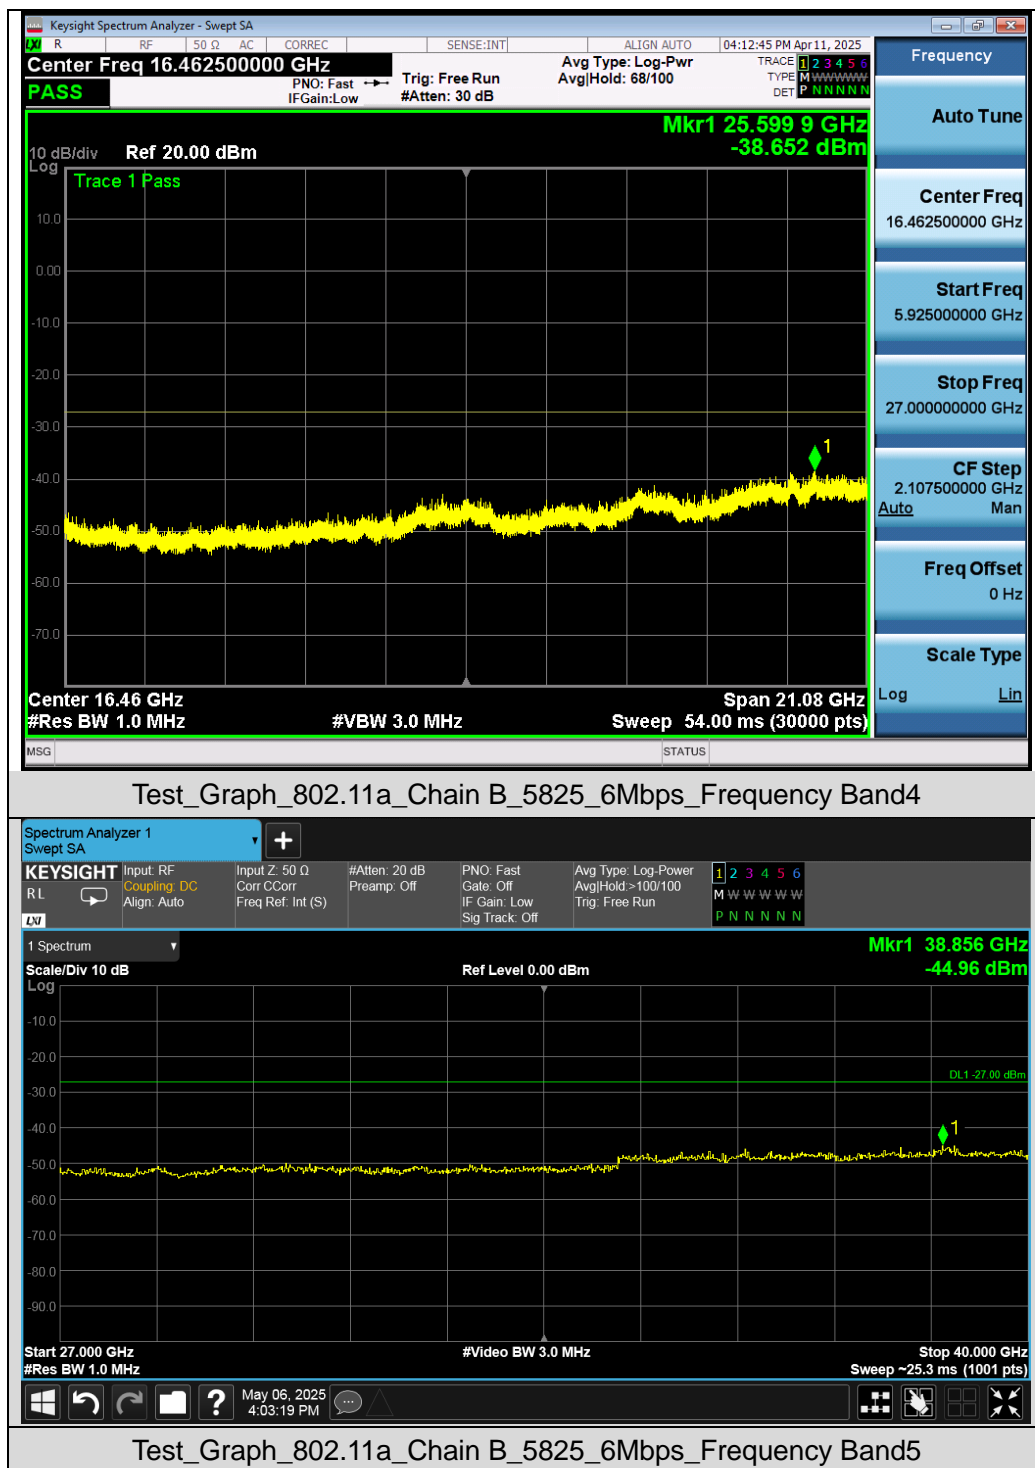 Keysight Spectrum Analyzer - Swept SA
LXI R RF 50 Ω AC CORREC SENSE:INT ALIGN AUTO 04:12:45 PM Apr 11, 2025
Center Freq 16.462500000 GHz
PASS
PNO: Fast
IFGain:Low
Trig: Free Run
#Atten: 30 dB
Avg Type: Log-Pwr
Avg|Hold: 68/100
TRACE 1 2 3 4 5 6
TYPE M W W W W W
DET P N N N N N
Mkr1 25.599 9 GHz
-38.652 dBm
10 dB/div Ref 20.00 dBm
Log
Trace 1 Pass
10.0
0.00
-10.0
-20.0
-30.0
-40.0
-50.0
-60.0
-70.0
1
Center 16.46 GHz Span 21.08 GHz
#Res BW 1.0 MHz #VBW 3.0 MHz Sweep 54.00 ms (30000 pts)
MSG STATUS
Frequency
Auto Tune
Center Freq
16.462500000 GHz
Start Freq
5.925000000 GHz
Stop Freq
27.000000000 GHz
CF Step
2.107500000 GHz
Auto Man
Freq Offset
0 Hz
Scale Type
Log Lin
Test_Graph_802.11a_Chain B_5825_6Mbps_Frequency Band4
Spectrum Analyzer 1
Swept SA
+
KEYSIGHT
R L
LXI
Input: RF
Coupling: DC
Align: Auto
Input Z: 50 Ω
Corr CCorr
Freq Ref: Int (S)
#Atten: 20 dB
Preamp: Off
PNO: Fast
Gate: Off
IF Gain: Low
Sig Track: Off
Avg Type: Log-Power
Avg|Hold:>100/100
Trig: Free Run
1 2 3 4 5 6
M W W W W W
P N N N N N
1 Spectrum
Mkr1 38.856 GHz
-44.96 dBm
Scale/Div 10 dB Ref Level 0.00 dBm
Log
-10.0
-20.0
DL1 -27.00 dBm
-30.0
-40.0
1
-50.0
-60.0
-70.0
-80.0
-90.0
Start 27.000 GHz #Video BW 3.0 MHz Stop 40.000 GHz
#Res BW 1.0 MHz Sweep ~25.3 ms (1001 pts)
? May 06, 2025
4:03:19 PM
Test_Graph_802.11a_Chain B_5825_6Mbps_Frequency Band5